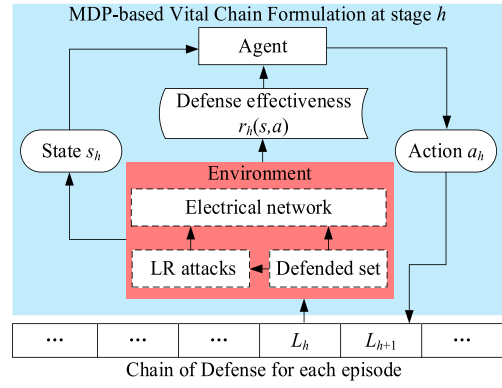 MDP-based Vital Chain Formulation at stage h
Agent
Defense effectiveness
r_h(s,a)
State s_h
Action a_h
Environment
Electrical network
LR attacks
Defended set
... ... ... L_h L_{h+1} ...
Chain of Defense for each episode